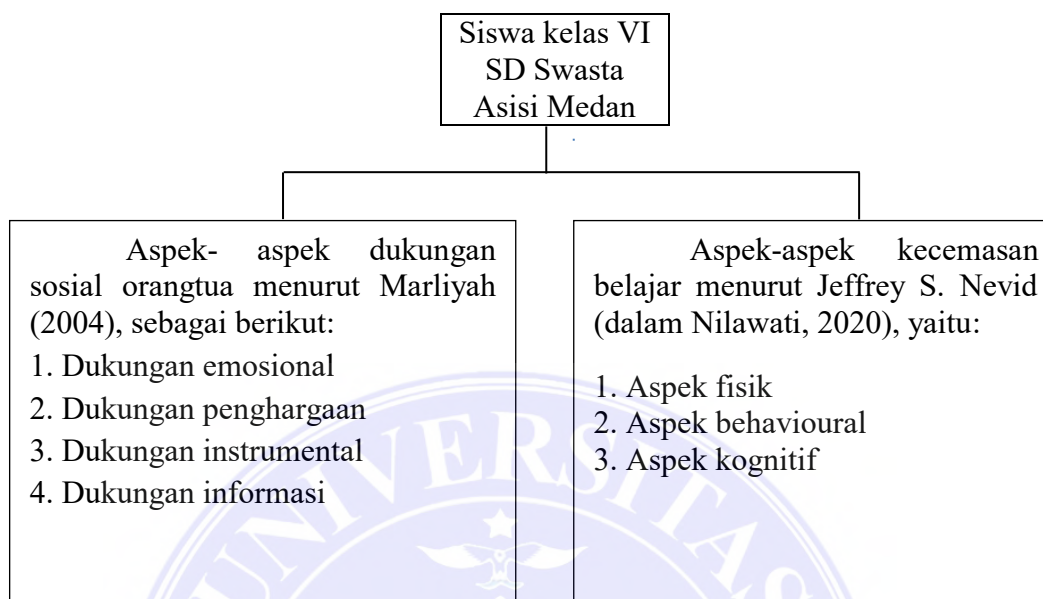 Siswa kelas VI
SD Swasta
Asisi Medan
Aspek- aspek dukungan
sosial orangtua menurut Marliyah
(2004), sebagai berikut:
1. Dukungan emosional
2. Dukungan penghargaan
3. Dukungan instrumental
4. Dukungan informasi
Aspek-aspek kecemasan
belajar menurut Jeffrey S. Nevid
(dalam Nilawati, 2020), yaitu:
1. Aspek fisik
2. Aspek behavioural
3. Aspek kognitif
UNIVERSITAS